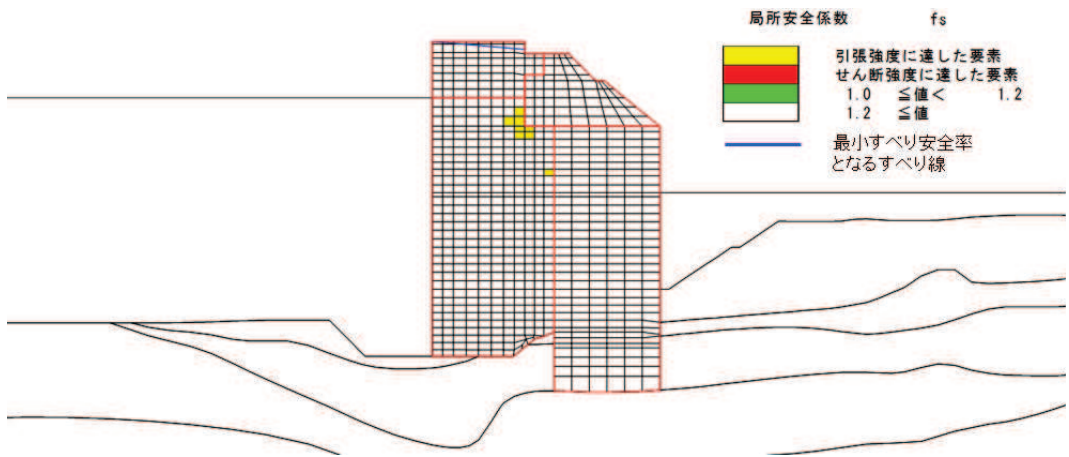 局所安全係数 fs
引張強度に達した要素
せん断強度に達した要素
1.0 ≦値< 1.2
1.2 ≦値
最小すべり安全率
となるすべり線